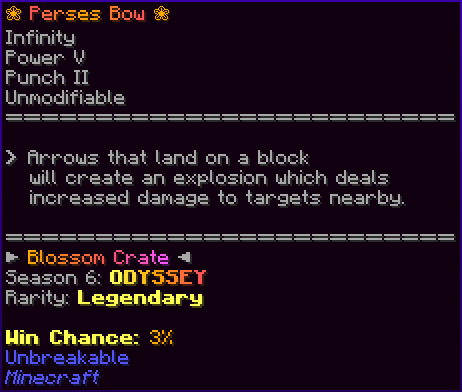 ❀ Perses Bow ❀
Infinity
Power V
Punch II
Unmodifiable
==============================
> Arrows that land on a block
will create an explosion which deals
increased damage to targets nearby.
==============================
► Blossom Crate ◄
Season 6: ODYSSEY
Rarity: Legendary
Win Chance: 3%
Unbreakable
Minecraft